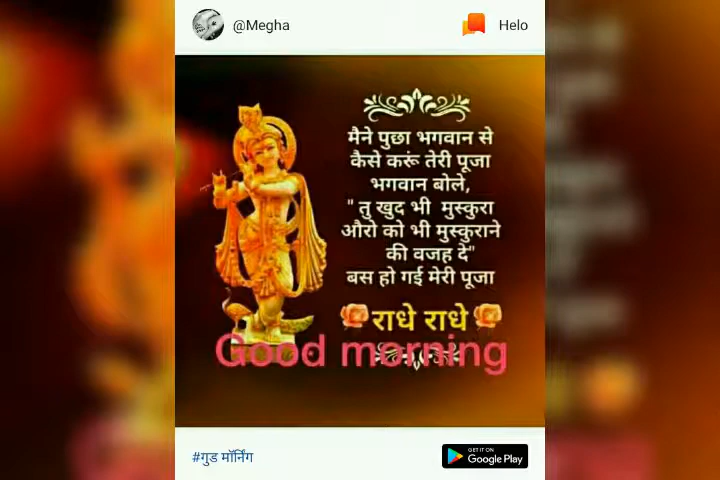 @Megha
Helo
मैने पुछा भगवान से
कैसे करूं तेरी पूजा
भगवान बोले,
" तु खुद भी मुस्कुरा
औरो को भी मुस्कुराने
की वजह दे"
बस हो गई मेरी पूजा
राधे राधे
Good morning
#गुड मॉर्निंग
GET IT ON
Google Play